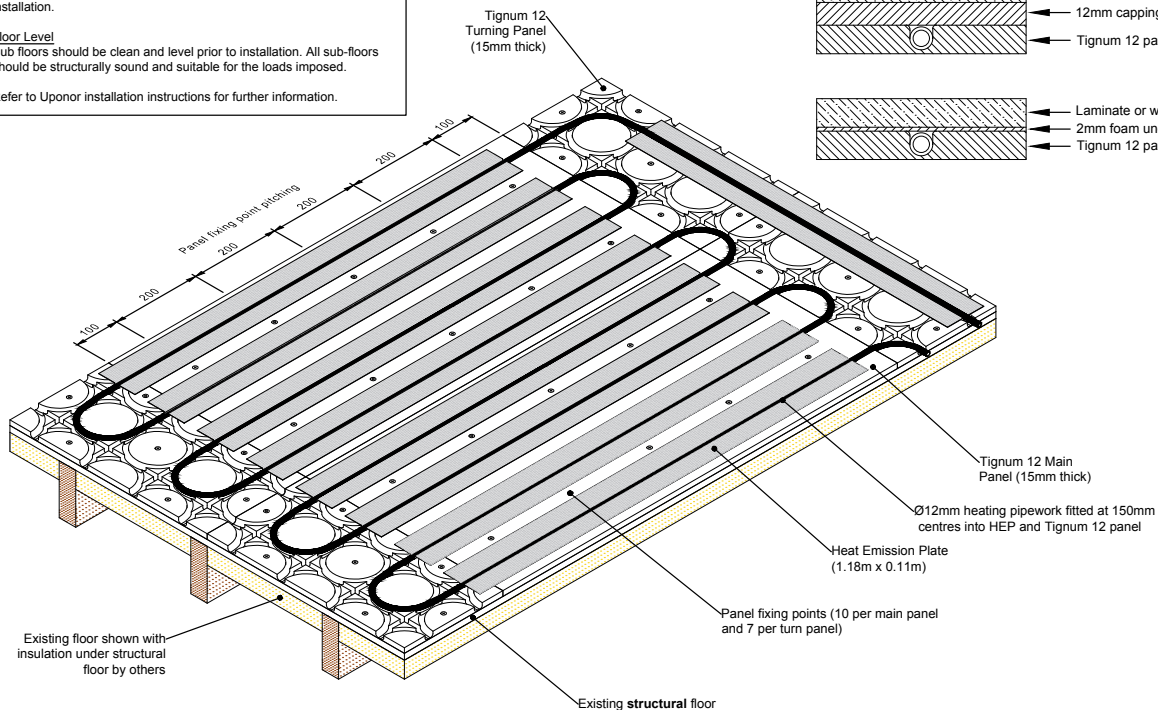 nstallation.
loor Level
ub floors should be clean and level prior to installation. All sub-floors
hould be structurally sound and suitable for the loads imposed.
efer to Uponor installation instructions for further information.
Tignum 12
Turning Panel
(15mm thick)
12mm capping
Tignum 12 pa
Laminate or w
2mm foam un
Tignum 12 pa
100
200
200
200
200
100
Panel fixing point pitching
Tignum 12 Main
Panel (15mm thick)
Ø12mm heating pipework fitted at 150mm
centres into HEP and Tignum 12 panel
Heat Emission Plate
(1.18m x 0.11m)
Panel fixing points (10 per main panel
and 7 per turn panel)
Existing floor shown with
insulation under structural
floor by others
Existing structural floor